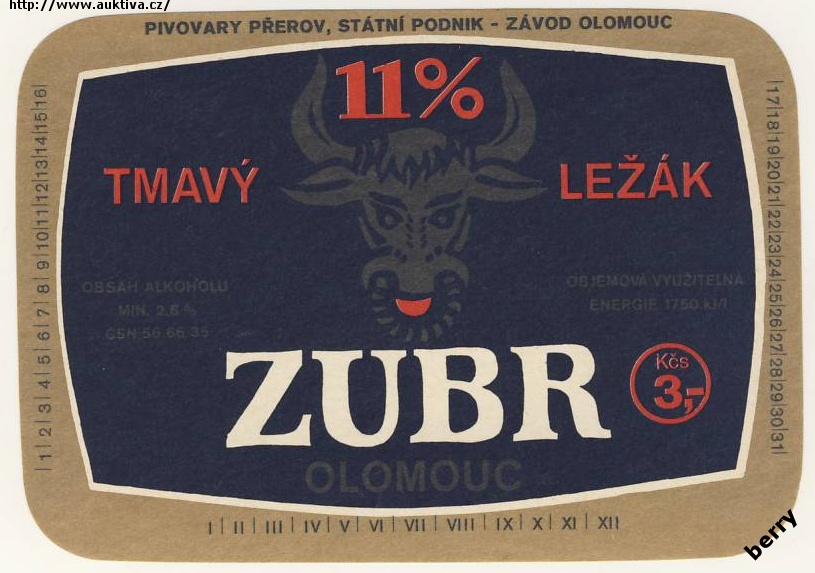 http://www.auktiva.cz/
PIVOVARY PŘEROV, STÁTNÍ PODNIK - ZÁVOD OLOMOUC
11%
TMAVÝ LEŽÁK
OBSAH ALKOHOLU
MIN. 2,6 %
ČSN 56 66 35
OBJEMOVÁ VYUŽITELNÁ
ENERGIE 1750 kJ/l
ZUBR
Kčs
3,-
OLOMOUC
|1|2|3|4|5|6|7|8|9|10|11|12|13|14|15|16|
|17|18|19|20|21|22|23|24|25|26|27|28|29|30|31|
I | II | III | IV | V | VI | VII | VIII | IX | X | XI | XII
berry